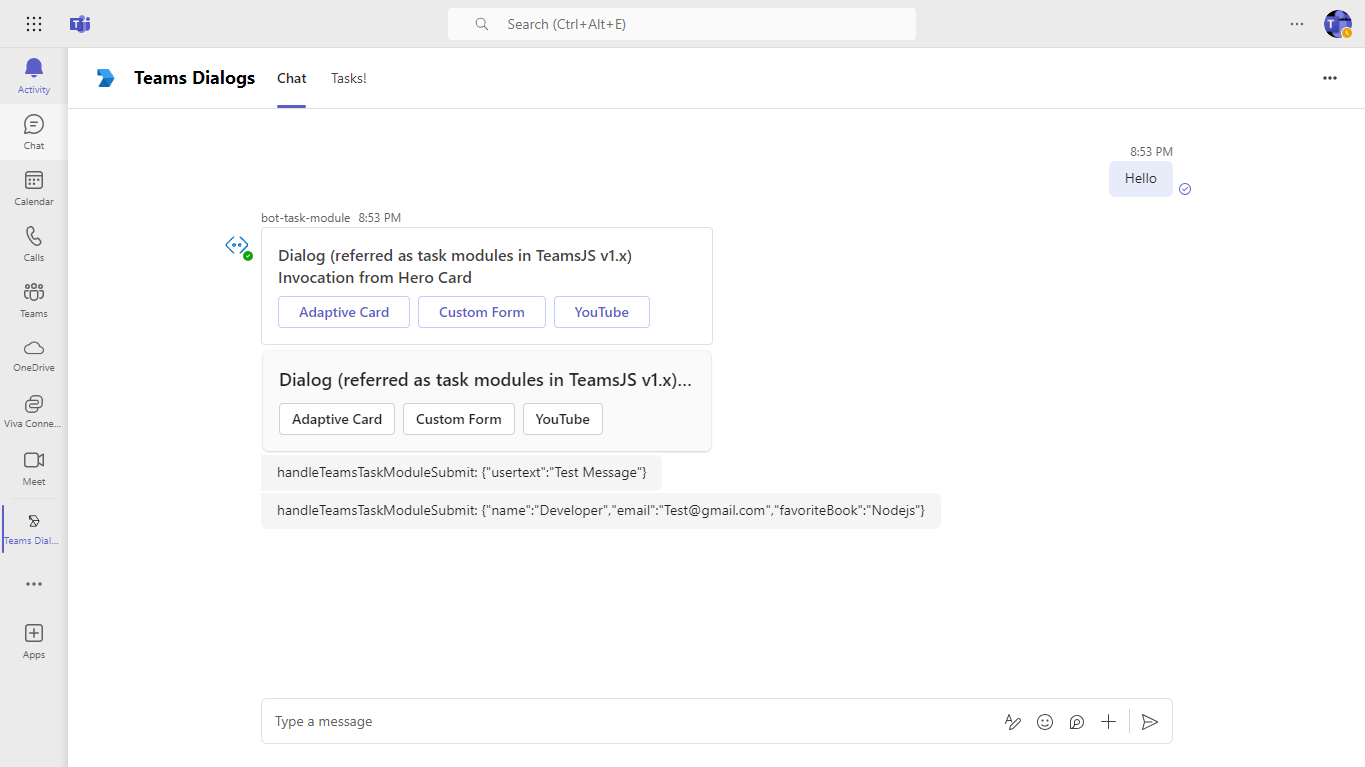 Search (Ctrl+Alt+E)
Activity
Chat
Calendar
Calls
Teams
OneDrive
Viva Conne...
Meet
Teams Dial...
Apps
Teams Dialogs Chat Tasks!
8:53 PM
Hello
bot-task-module 8:53 PM
Dialog (referred as task modules in TeamsJS v1.x)
Invocation from Hero Card
Adaptive Card Custom Form YouTube
Dialog (referred as task modules in TeamsJS v1.x)...
Adaptive Card Custom Form YouTube
handleTeamsTaskModuleSubmit: {"usertext":"Test Message"}
handleTeamsTaskModuleSubmit: {"name":"Developer","email":"Test@gmail.com","favoriteBook":"Nodejs"}
Type a message